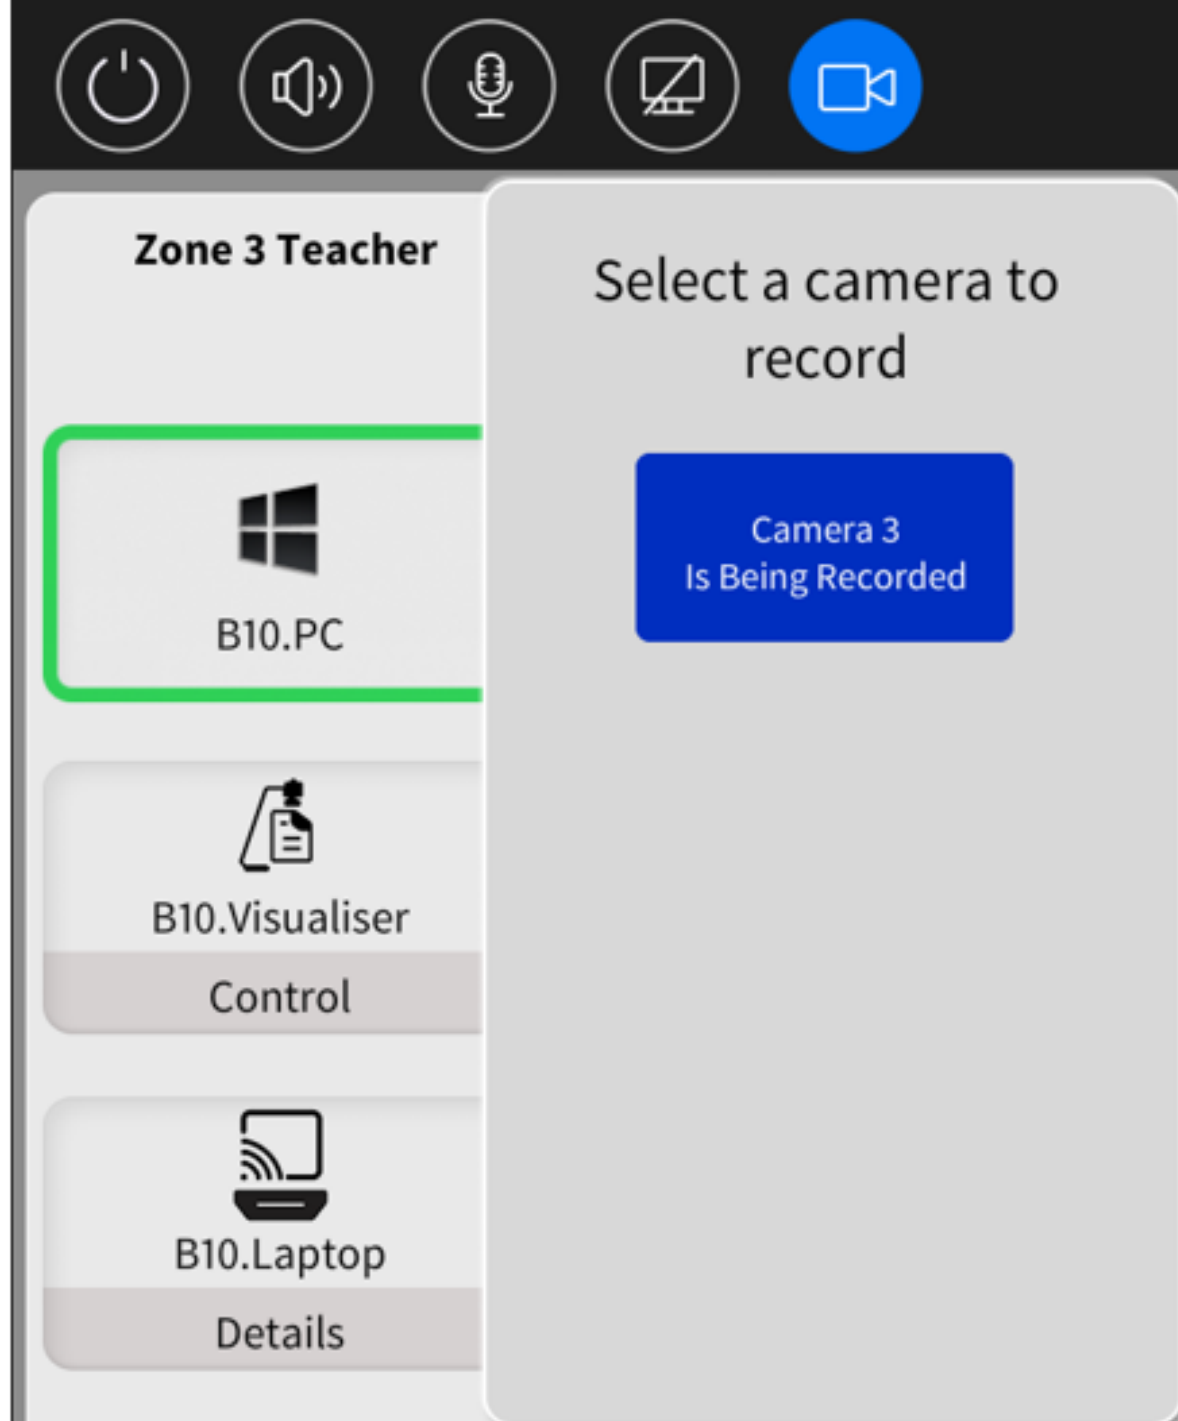 Zone 3 Teacher
B10.PC
B10.Visualiser
Control
B10.Laptop
Details
Select a camera to
record
Camera 3
Is Being Recorded